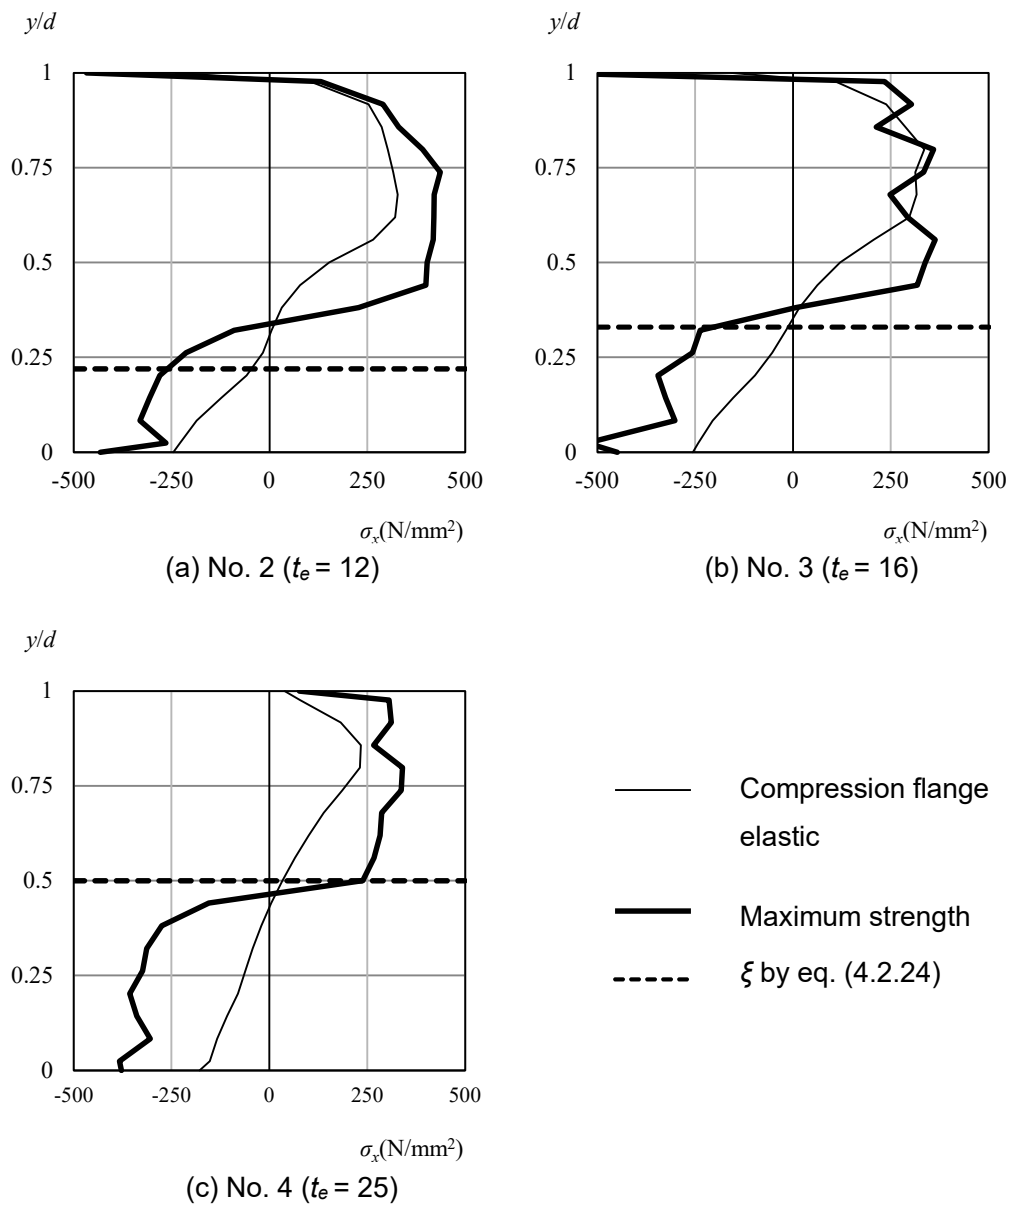 y/d
1
0.75
0.5
0.25
0
-500 -250 0 250 500
σx(N/mm²)
(a) No. 2 (te = 12)
y/d
1
0.75
0.5
0.25
0
-500 -250 0 250 500
σx(N/mm²)
(b) No. 3 (te = 16)
y/d
1
0.75
0.5
0.25
0
-500 -250 0 250 500
σx(N/mm²)
(c) No. 4 (te = 25)
Compression flange
elastic
Maximum strength
ξ by eq. (4.2.24)